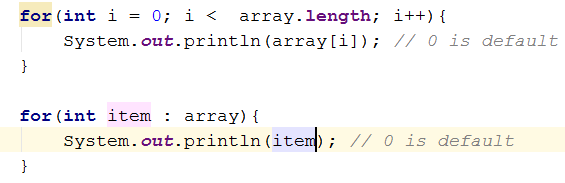 for(int i = 0; i <  array.length; i++){
    System.out.println(array[i]); // 0 is default
}
for(int item : array){
    System.out.println(item); // 0 is default
}